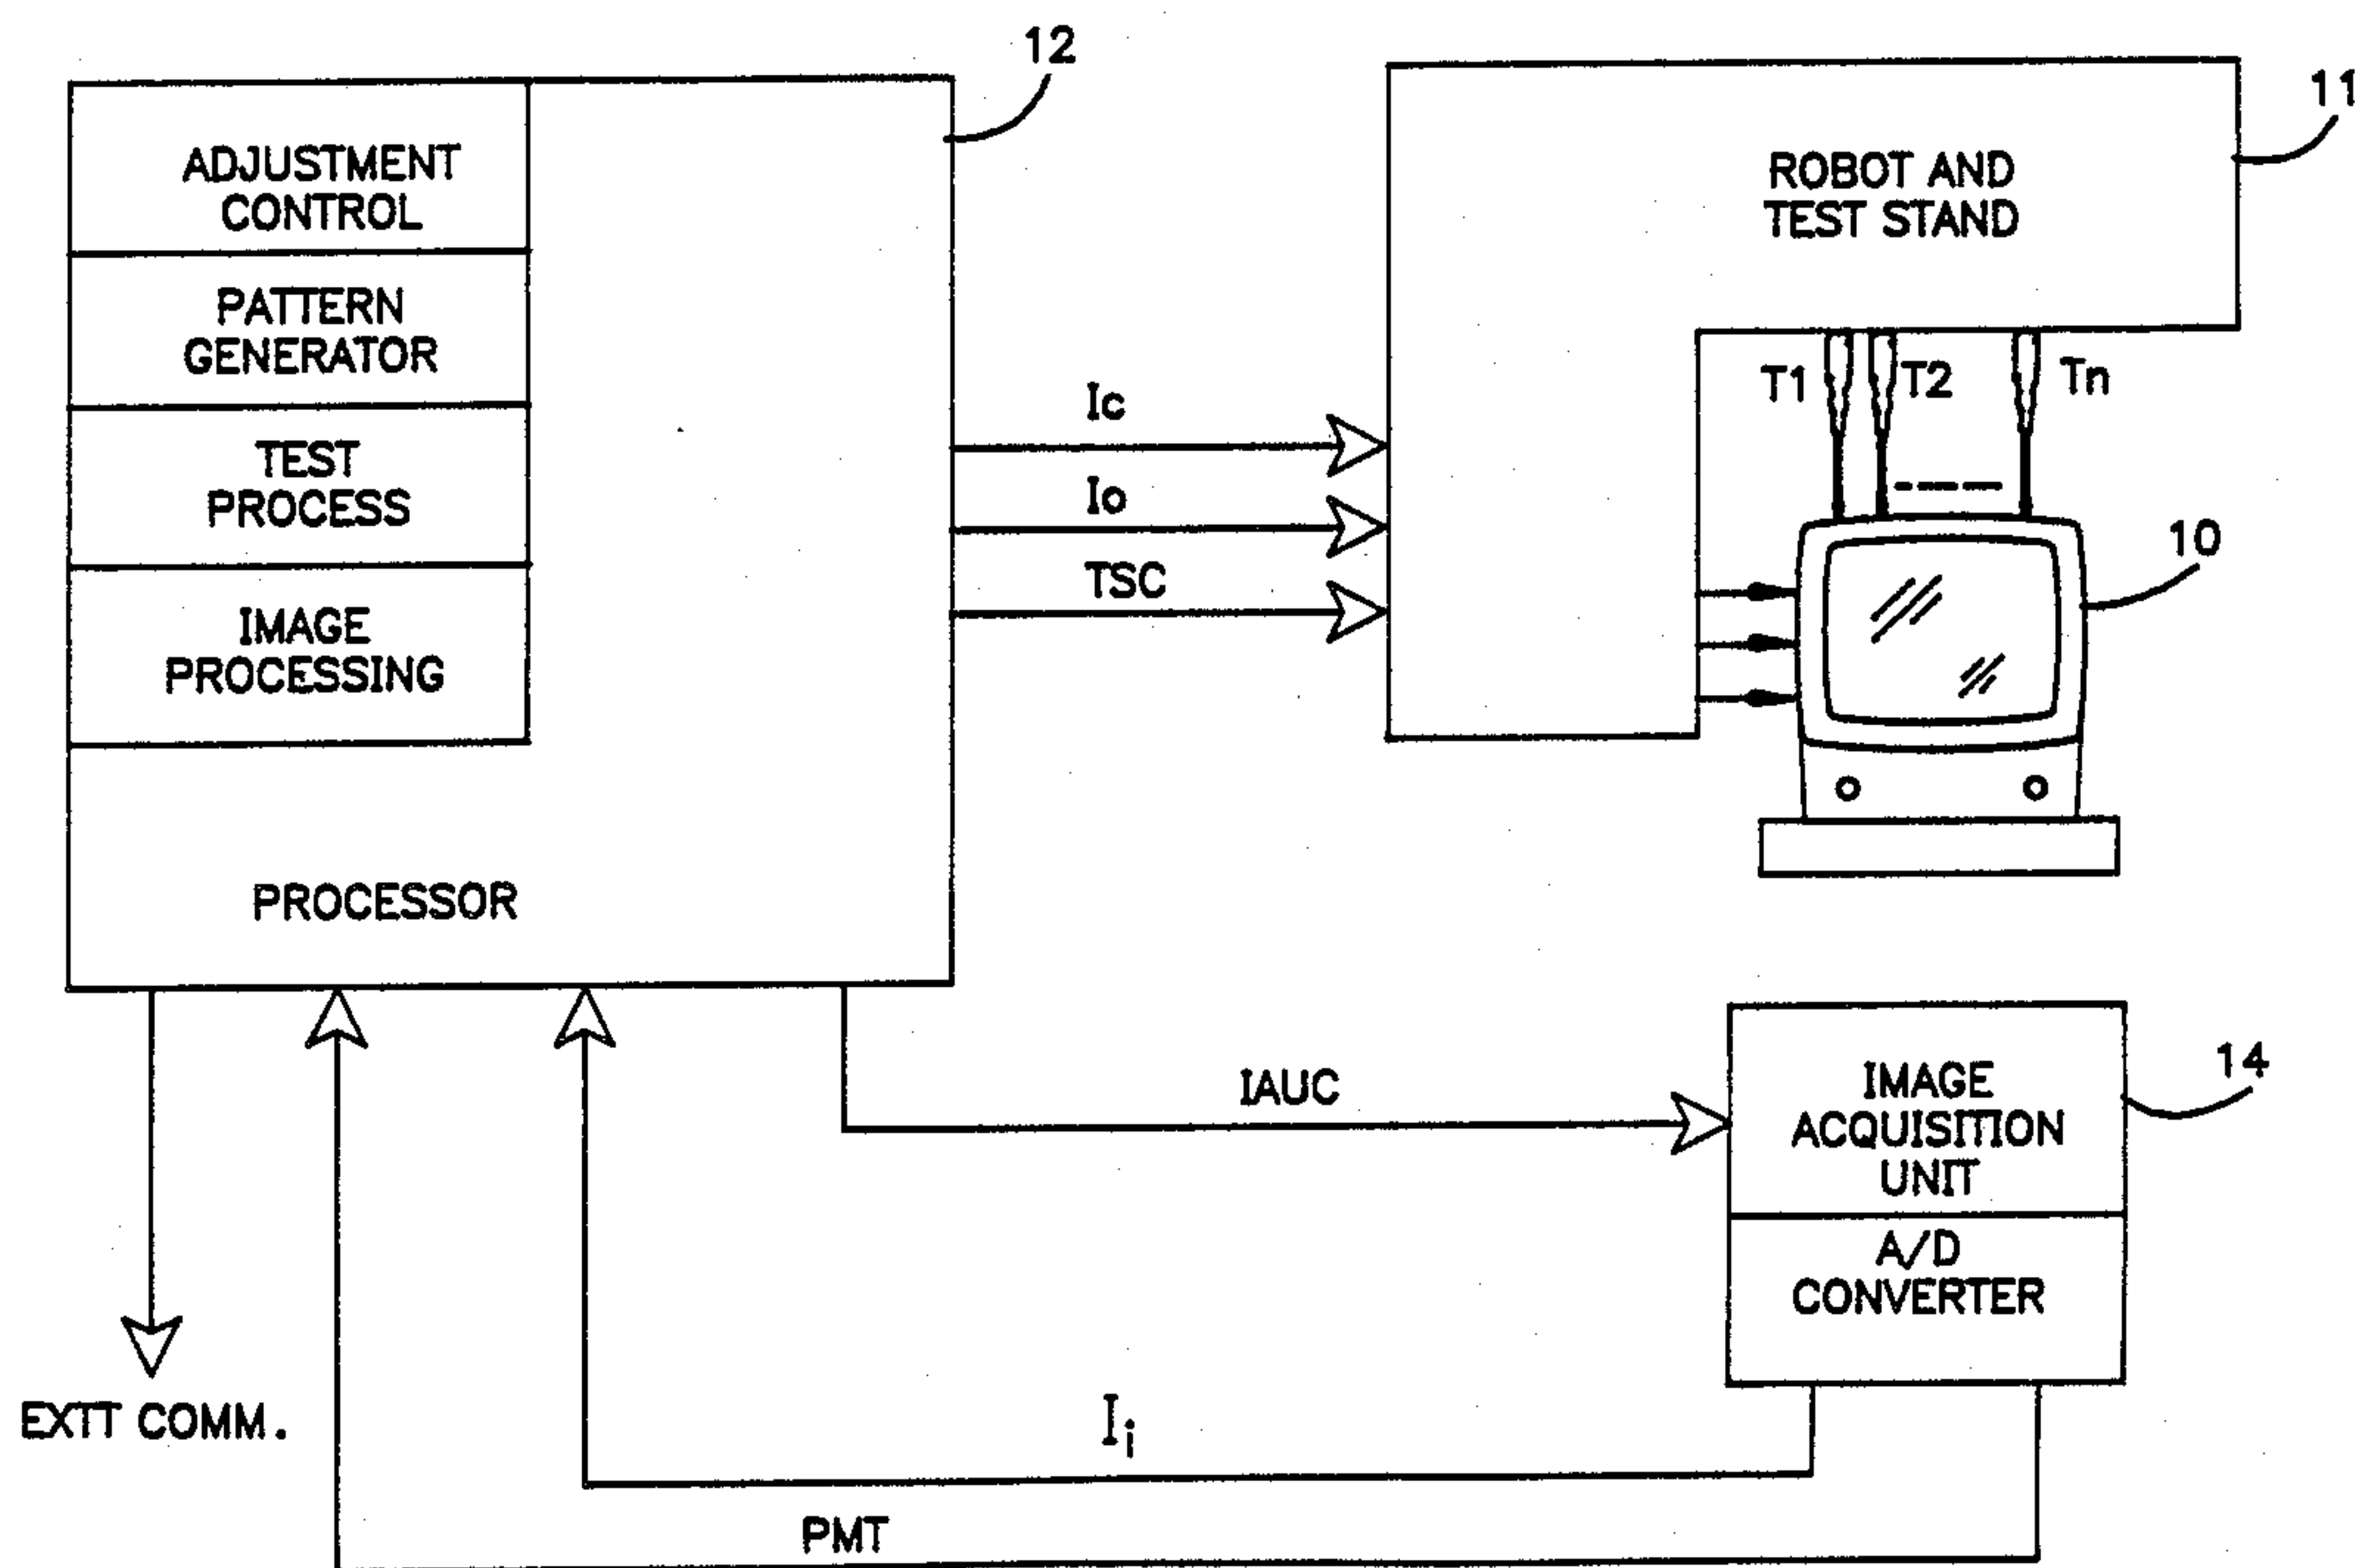 12
11
ADJUSTMENT
CONTROL
ROBOT AND
TEST STAND
PATTERN
GENERATOR
T1
T2
Tn
Ic
TEST
PROCESS
Io
10
TSC
IMAGE
PROCESSING
PROCESSOR
14
IAUC
IMAGE
ACQUISITION
UNIT
A/D
CONVERTER
EXTT COMM.
Ii
PMT